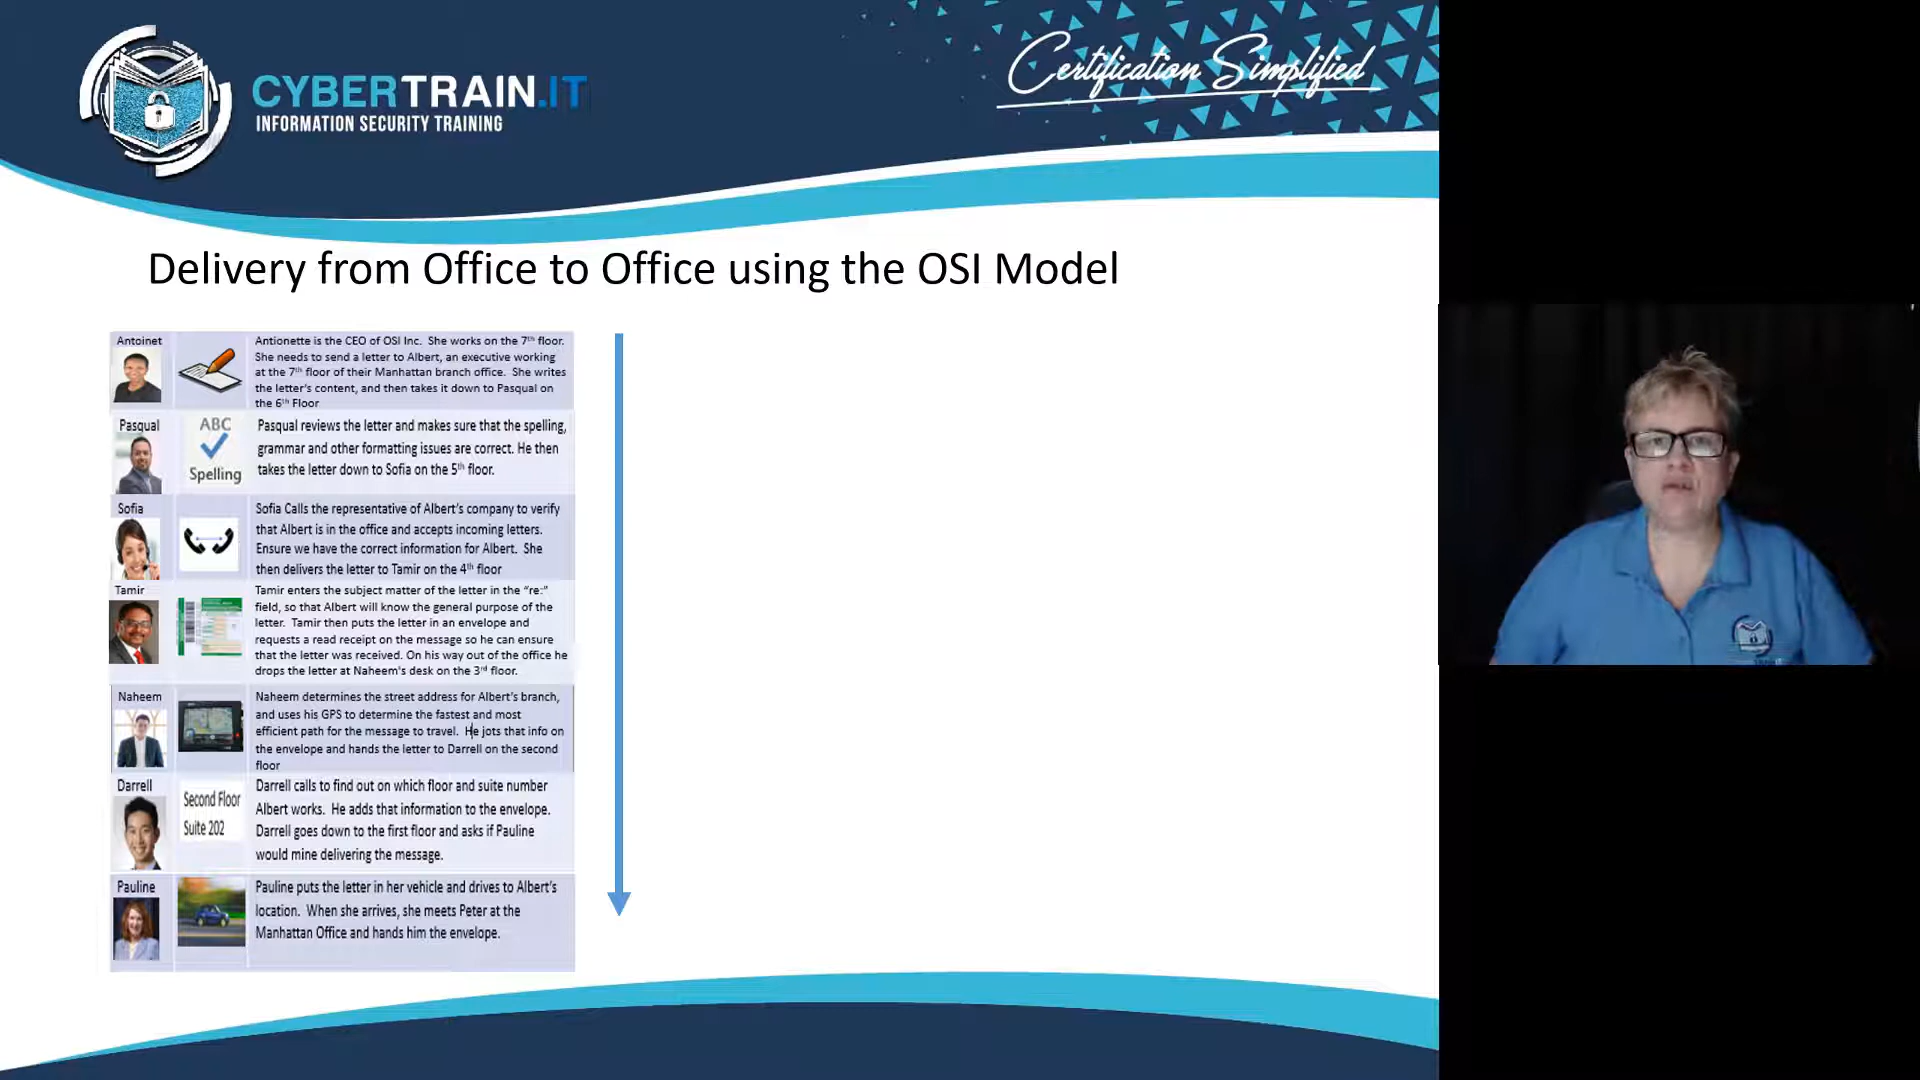 CYBERTRAIN.IT
INFORMATION SECURITY TRAINING
Certification Simplified
Delivery from Office to Office using the OSI Model
Antoinet
Antionette is the CEO of OSI Inc. She works on the 7th floor.
She needs to send a letter to Albert, an executive working
at the 7th floor of their Manhattan branch office. She writes
the letter's content, and then takes it down to Pasqual on
the 6th Floor
Pasqual
ABC
Spelling
Pasqual reviews the letter and makes sure that the spelling,
grammar and other formatting issues are correct. He then
takes the letter down to Sofia on the 5th floor.
Sofia
Sofia Calls the representative of Albert's company to verify
that Albert is in the office and accepts incoming letters.
Ensure we have the correct information for Albert. She
then delivers the letter to Tamir on the 4th floor
Tamir
Tamir enters the subject matter of the letter in the "re:"
field, so that Albert will know the general purpose of the
letter. Tamir then puts the letter in an envelope and
requests a read receipt on the message so he can ensure
that the letter was received. On his way out of the office he
drops the letter at Naheem's desk on the 3rd floor.
Naheem
Naheem determines the street address for Albert's branch,
and uses his GPS to determine the fastest and most
efficient path for the message to travel. He jots that info on
the envelope and hands the letter to Darrell on the second
floor
Darrell
Second Floor
Suite 202
Darrell calls to find out on which floor and suite number
Albert works. He adds that information to the envelope.
Darrell goes down to the first floor and asks if Pauline
would mine delivering the message.
Pauline
Pauline puts the letter in her vehicle and drives to Albert's
location. When she arrives, she meets Peter at the
Manhattan Office and hands him the envelope.